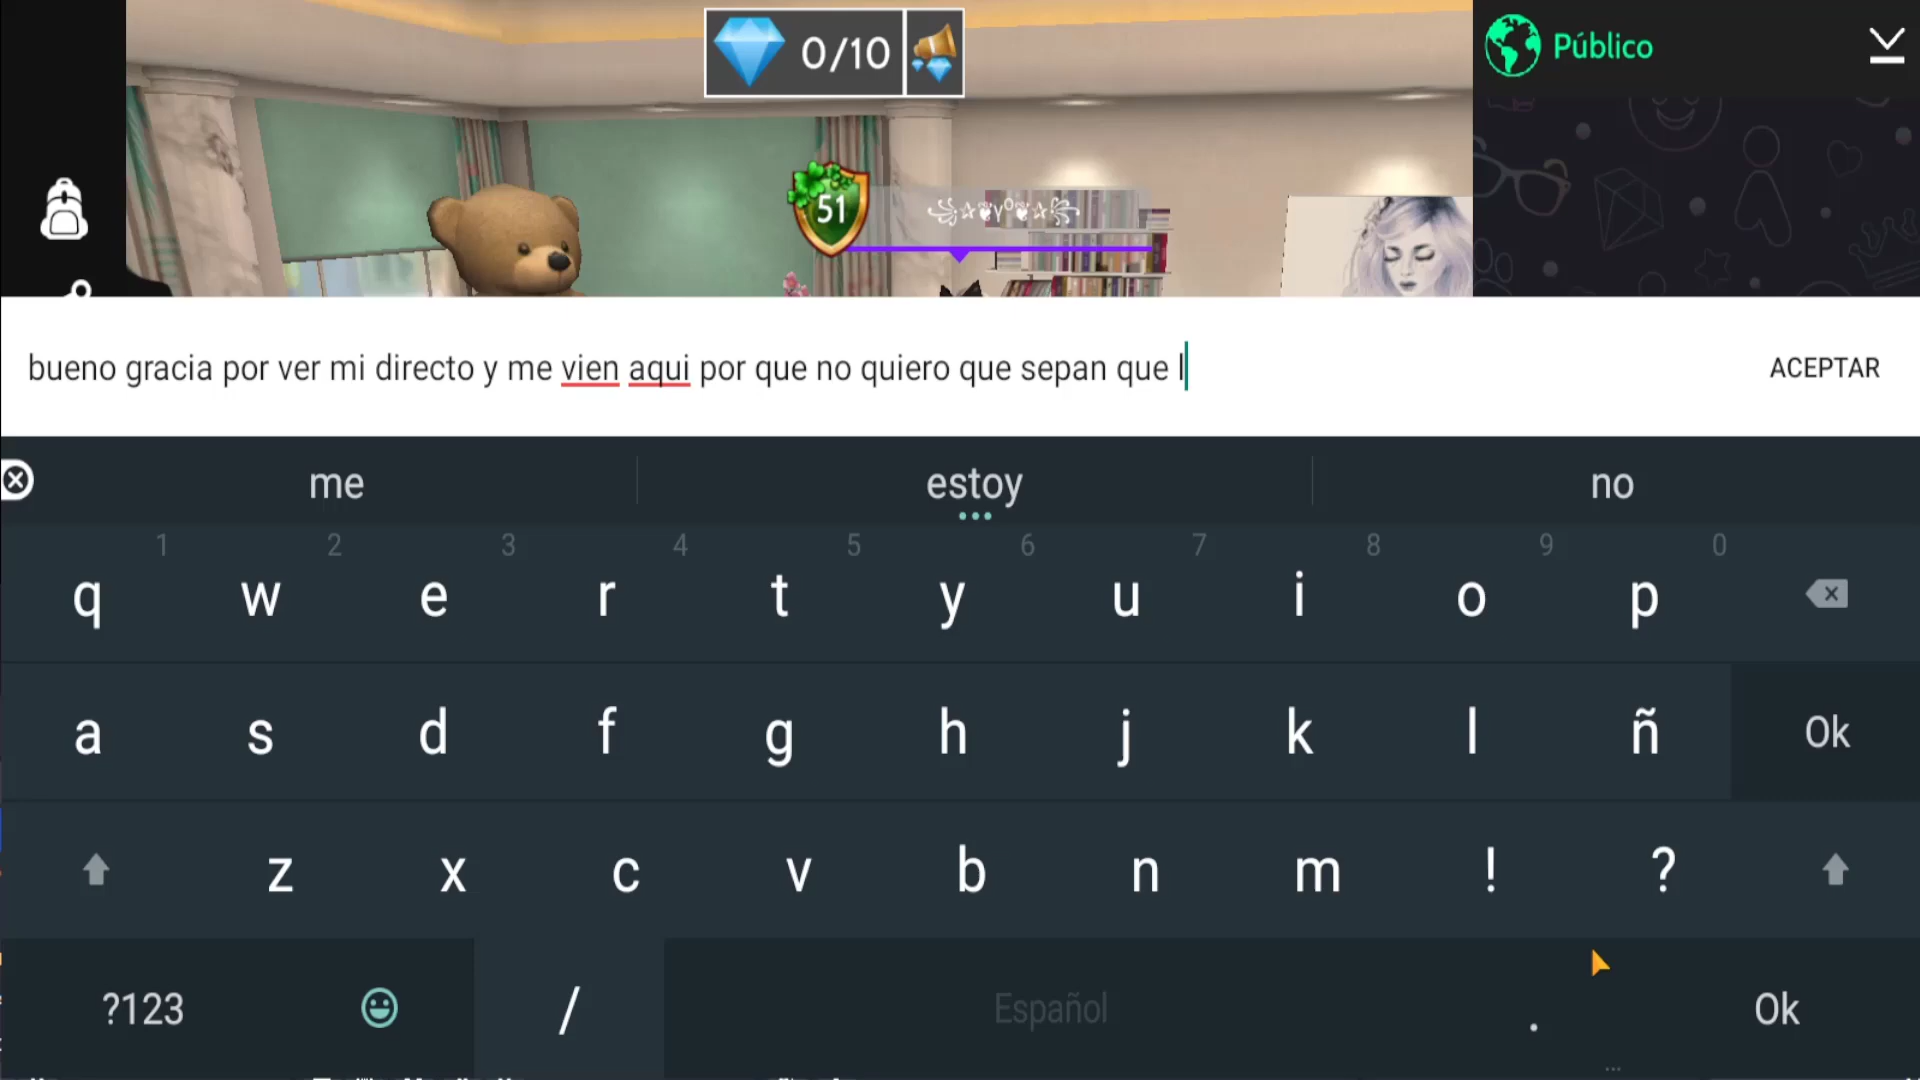 0/10
Público
51
bueno gracia por ver mi directo y me vien aqui por que no quiero que sepan que l
ACEPTAR
me estoy no
1 2 3 4 5 6 7 8 9 0
q w e r t y u i o p
a s d f g h j k l ñ Ok
z x c v b n m ! ?
?123 / Español . Ok